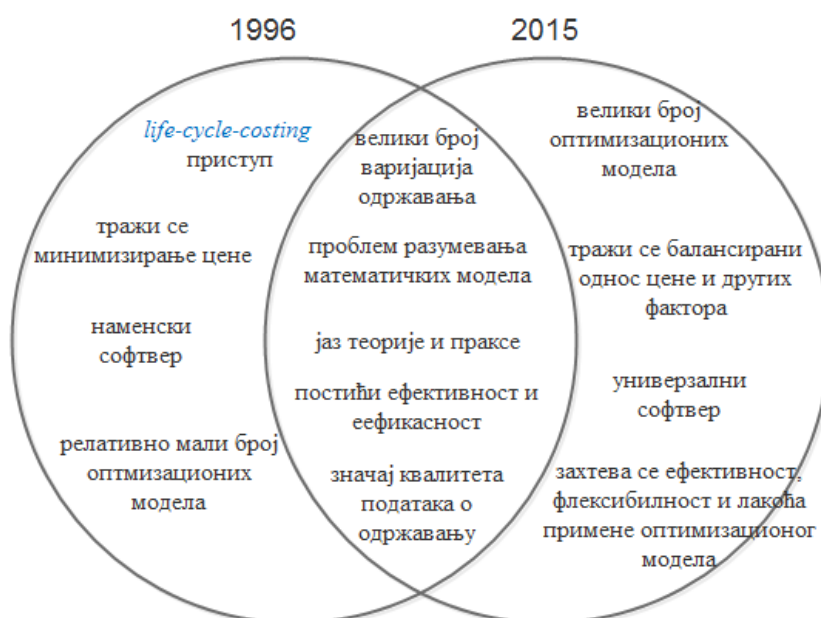 1996
2015
life-cycle-costing
приступ
тражи се
минимизирање цене
наменски
софтвер
релативно мали број
оптмизационих
модела
велики број
варијација
одржавања
проблем разумевања
математичких модела
јаз теорије и праксе
постићи ефективност и
еефикасност
значај квалитета
података о
одржавању
велики број
оптимизационих
модела
тражи се балансирани
однос цене и других
фактора
универзални
софтвер
захтева се ефективност,
флексибилност и лакоћа
примене оптимизационог
модела